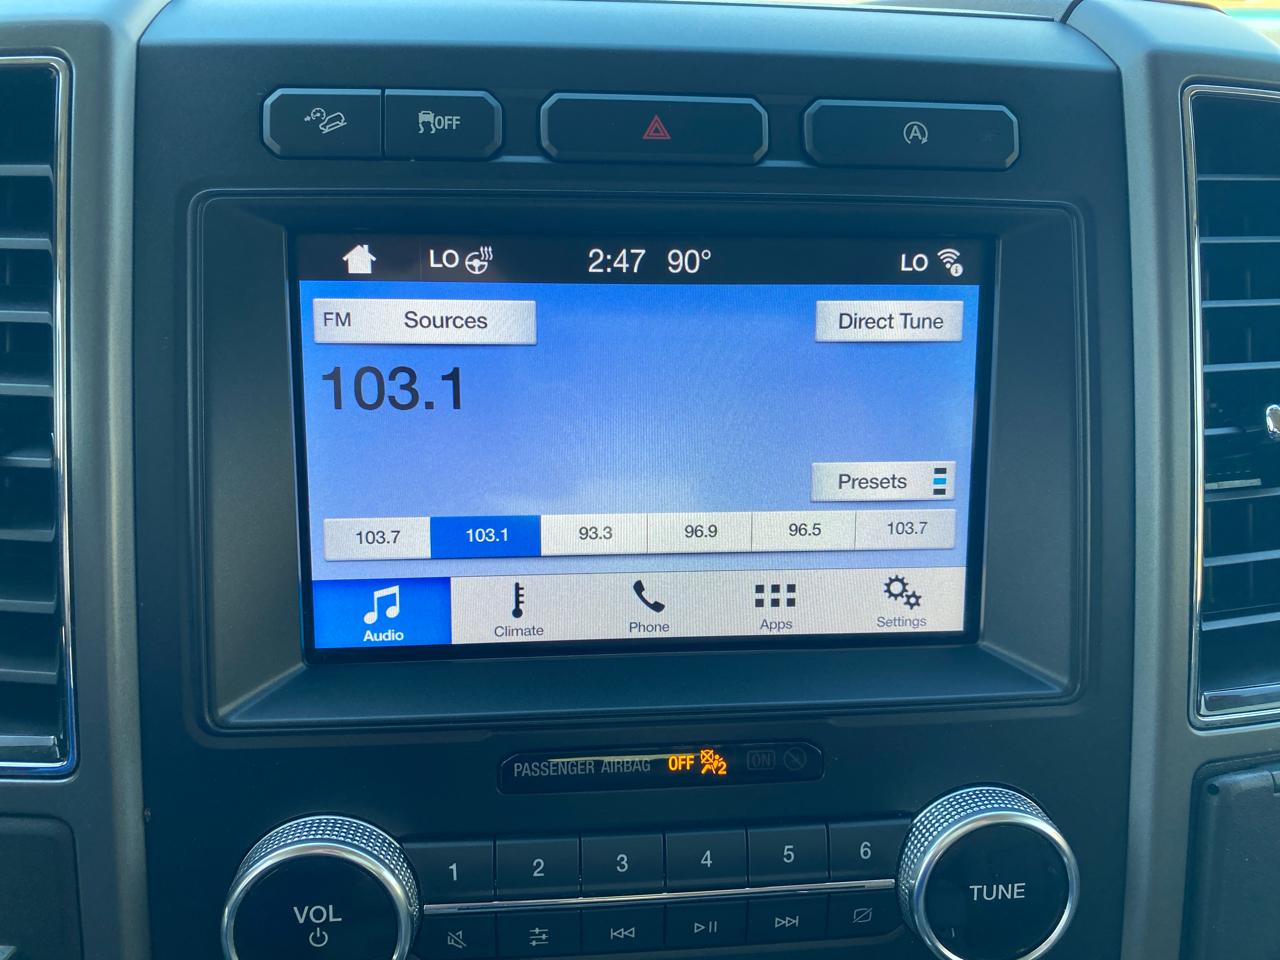 OFF
A
LO 2:47 90° LO
FM Sources Direct Tune
103.1
Presets
103.7 103.1 93.3 96.9 96.5 103.7
Audio Climate Phone Apps Settings
PASSENGER AIRBAG OFF 2 ON
1 2 3 4 5 6
VOL
TUNE